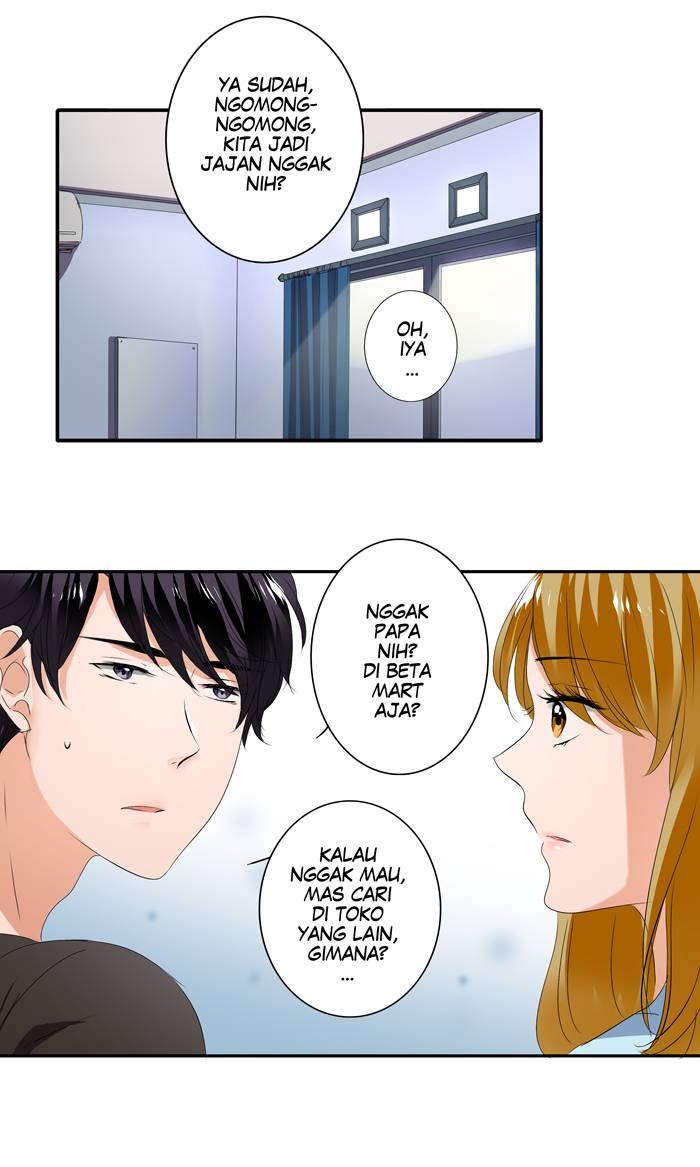 YA SUDAH,
NGOMONG-
NGOMONG,
KITA JADI
JAJAN NGGAK
NIH?
OH,
IYA
...
NGGAK
PAPA
NIH?
DI BETA
MART
AJA?
KALAU
NGGAK MAU,
MAS CARI
DI TOKO
YANG LAIN,
GIMANA?
...